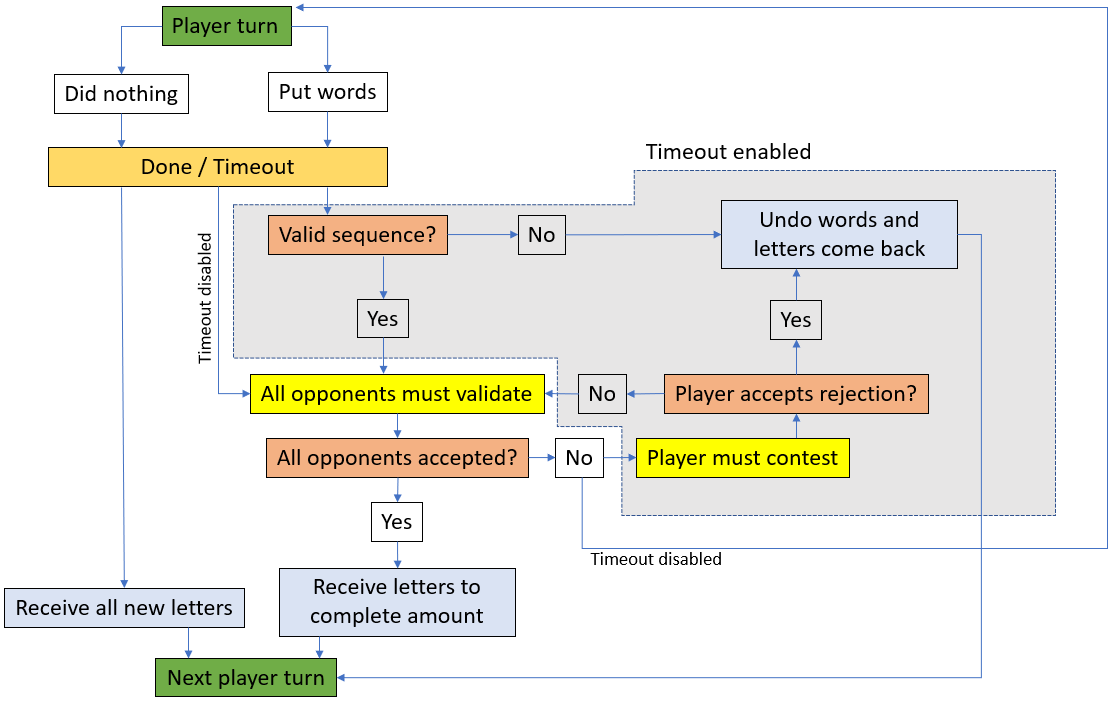 Player turn
Did nothing
Put words
Done / Timeout
Timeout enabled
Valid sequence?
No
Undo words and
letters come back
Timeout disabled
Yes
Yes
All opponents must validate
No
Player accepts rejection?
All opponents accepted?
No
Player must contest
Yes
Timeout disabled
Receive all new letters
Receive letters to
complete amount
Next player turn